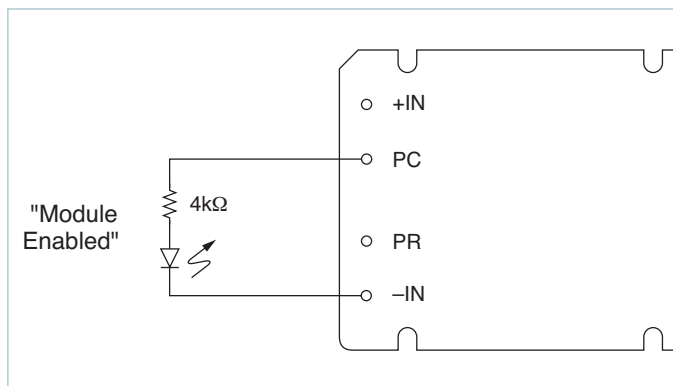 +IN
PC
4kΩ
"Module
Enabled"
PR
–IN